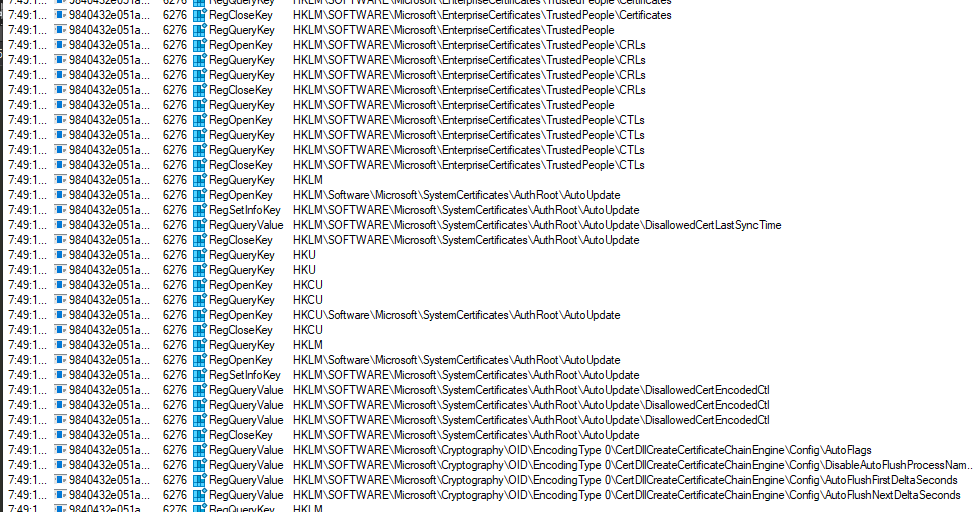 RegQueryKey HKLM\SOFTWARE\Microsoft\EnterpriseCertificates\TrustedPeople\Certificates
7:49:1... 9840432e051a... 6276 RegCloseKey HKLM\SOFTWARE\Microsoft\EnterpriseCertificates\TrustedPeople\Certificates
7:49:1... 9840432e051a... 6276 RegQueryKey HKLM\SOFTWARE\Microsoft\EnterpriseCertificates\TrustedPeople
7:49:1... 9840432e051a... 6276 RegOpenKey HKLM\SOFTWARE\Microsoft\EnterpriseCertificates\TrustedPeople\CRLs
7:49:1... 9840432e051a... 6276 RegQueryKey HKLM\SOFTWARE\Microsoft\EnterpriseCertificates\TrustedPeople\CRLs
7:49:1... 9840432e051a... 6276 RegQueryKey HKLM\SOFTWARE\Microsoft\EnterpriseCertificates\TrustedPeople\CRLs
7:49:1... 9840432e051a... 6276 RegCloseKey HKLM\SOFTWARE\Microsoft\EnterpriseCertificates\TrustedPeople\CRLs
7:49:1... 9840432e051a... 6276 RegQueryKey HKLM\SOFTWARE\Microsoft\EnterpriseCertificates\TrustedPeople
7:49:1... 9840432e051a... 6276 RegOpenKey HKLM\SOFTWARE\Microsoft\EnterpriseCertificates\TrustedPeople\CTLs
7:49:1... 9840432e051a... 6276 RegQueryKey HKLM\SOFTWARE\Microsoft\EnterpriseCertificates\TrustedPeople\CTLs
7:49:1... 9840432e051a... 6276 RegQueryKey HKLM\SOFTWARE\Microsoft\EnterpriseCertificates\TrustedPeople\CTLs
7:49:1... 9840432e051a... 6276 RegCloseKey HKLM\SOFTWARE\Microsoft\EnterpriseCertificates\TrustedPeople\CTLs
7:49:1... 9840432e051a... 6276 RegQueryKey HKLM
7:49:1... 9840432e051a... 6276 RegOpenKey HKLM\Software\Microsoft\SystemCertificates\AuthRoot\AutoUpdate
7:49:1... 9840432e051a... 6276 RegSetInfoKey HKLM\SOFTWARE\Microsoft\SystemCertificates\AuthRoot\AutoUpdate
7:49:1... 9840432e051a... 6276 RegQueryValue HKLM\SOFTWARE\Microsoft\SystemCertificates\AuthRoot\AutoUpdate\DisallowedCertLastSyncTime
7:49:1... 9840432e051a... 6276 RegCloseKey HKLM\SOFTWARE\Microsoft\SystemCertificates\AuthRoot\AutoUpdate
7:49:1... 9840432e051a... 6276 RegQueryKey HKU
7:49:1... 9840432e051a... 6276 RegQueryKey HKU
7:49:1... 9840432e051a... 6276 RegOpenKey HKCU
7:49:1... 9840432e051a... 6276 RegQueryKey HKCU
7:49:1... 9840432e051a... 6276 RegOpenKey HKCU\Software\Microsoft\SystemCertificates\AuthRoot\AutoUpdate
7:49:1... 9840432e051a... 6276 RegCloseKey HKCU
7:49:1... 9840432e051a... 6276 RegQueryKey HKLM
7:49:1... 9840432e051a... 6276 RegOpenKey HKLM\Software\Microsoft\SystemCertificates\AuthRoot\AutoUpdate
7:49:1... 9840432e051a... 6276 RegSetInfoKey HKLM\SOFTWARE\Microsoft\SystemCertificates\AuthRoot\AutoUpdate
7:49:1... 9840432e051a... 6276 RegQueryValue HKLM\SOFTWARE\Microsoft\SystemCertificates\AuthRoot\AutoUpdate\DisallowedCertEncodedCtl
7:49:1... 9840432e051a... 6276 RegQueryValue HKLM\SOFTWARE\Microsoft\SystemCertificates\AuthRoot\AutoUpdate\DisallowedCertEncodedCtl
7:49:1... 9840432e051a... 6276 RegQueryValue HKLM\SOFTWARE\Microsoft\SystemCertificates\AuthRoot\AutoUpdate\DisallowedCertEncodedCtl
7:49:1... 9840432e051a... 6276 RegCloseKey HKLM\SOFTWARE\Microsoft\SystemCertificates\AuthRoot\AutoUpdate
7:49:1... 9840432e051a... 6276 RegQueryValue HKLM\SOFTWARE\Microsoft\Cryptography\OID\EncodingType 0\CertDllCreateCertificateChainEngine\Config\AutoFlags
7:49:1... 9840432e051a... 6276 RegQueryValue HKLM\SOFTWARE\Microsoft\Cryptography\OID\EncodingType 0\CertDllCreateCertificateChainEngine\Config\DisableAutoFlushProcessNam...
7:49:1... 9840432e051a... 6276 RegQueryValue HKLM\SOFTWARE\Microsoft\Cryptography\OID\EncodingType 0\CertDllCreateCertificateChainEngine\Config\AutoFlushFirstDeltaSeconds
7:49:1... 9840432e051a... 6276 RegQueryValue HKLM\SOFTWARE\Microsoft\Cryptography\OID\EncodingType 0\CertDllCreateCertificateChainEngine\Config\AutoFlushNextDeltaSeconds
7:49:1... 9840432e051a... 6276 RegQueryKey HKLM